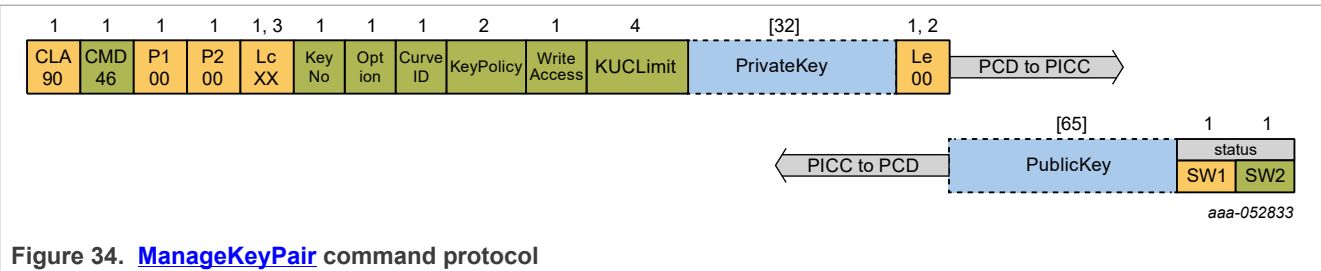 1 1 1 1 1, 3 1 1 1 2 1 4 [32] 1, 2
CLA CMD P1 P2 Lc Key Opt Curve KeyPolicy Write KUCLimit PrivateKey Le PCD to PICC
90 46 00 00 XX No ion ID Access 00
[65] 1 1
PICC to PCD PublicKey status
SW1 SW2
aaa-052833
Figure 34. ManageKeyPair command protocol